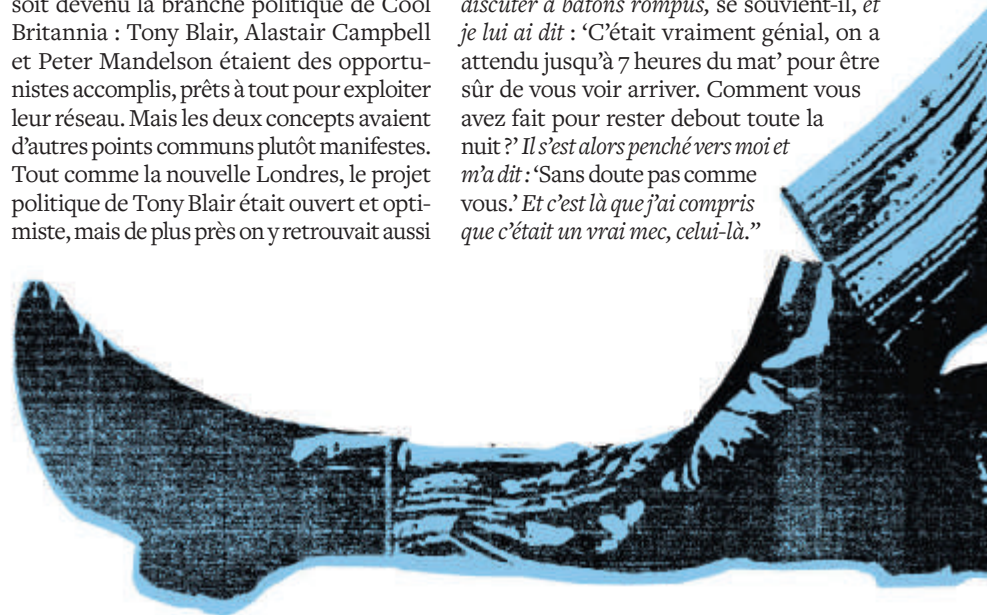 soit devenu la branche politique de Cool
Britannia : Tony Blair, Alastair Campbell
et Peter Mandelson étaient des opportu-
nistes accomplis, prêts à tout pour exploiter
leur réseau. Mais les deux concepts avaient
d’autres points communs plutôt manifestes.
Tout comme la nouvelle Londres, le projet
politique de Tony Blair était ouvert et opti-
miste, mais de plus près on y retrouvait aussi
discuter à bâtons rompus, se souvient-il, et
je lui ai dit : ‘C’était vraiment génial, on a
attendu jusqu’à 7 heures du mat’ pour être
sûr de vous voir arriver. Comment vous
avez fait pour rester debout toute la
nuit ?’ Il s’est alors penché vers moi et
m’a dit : ‘Sans doute pas comme
vous.’ Et c’est là que j’ai compris
que c’était un vrai mec, celui-là.”